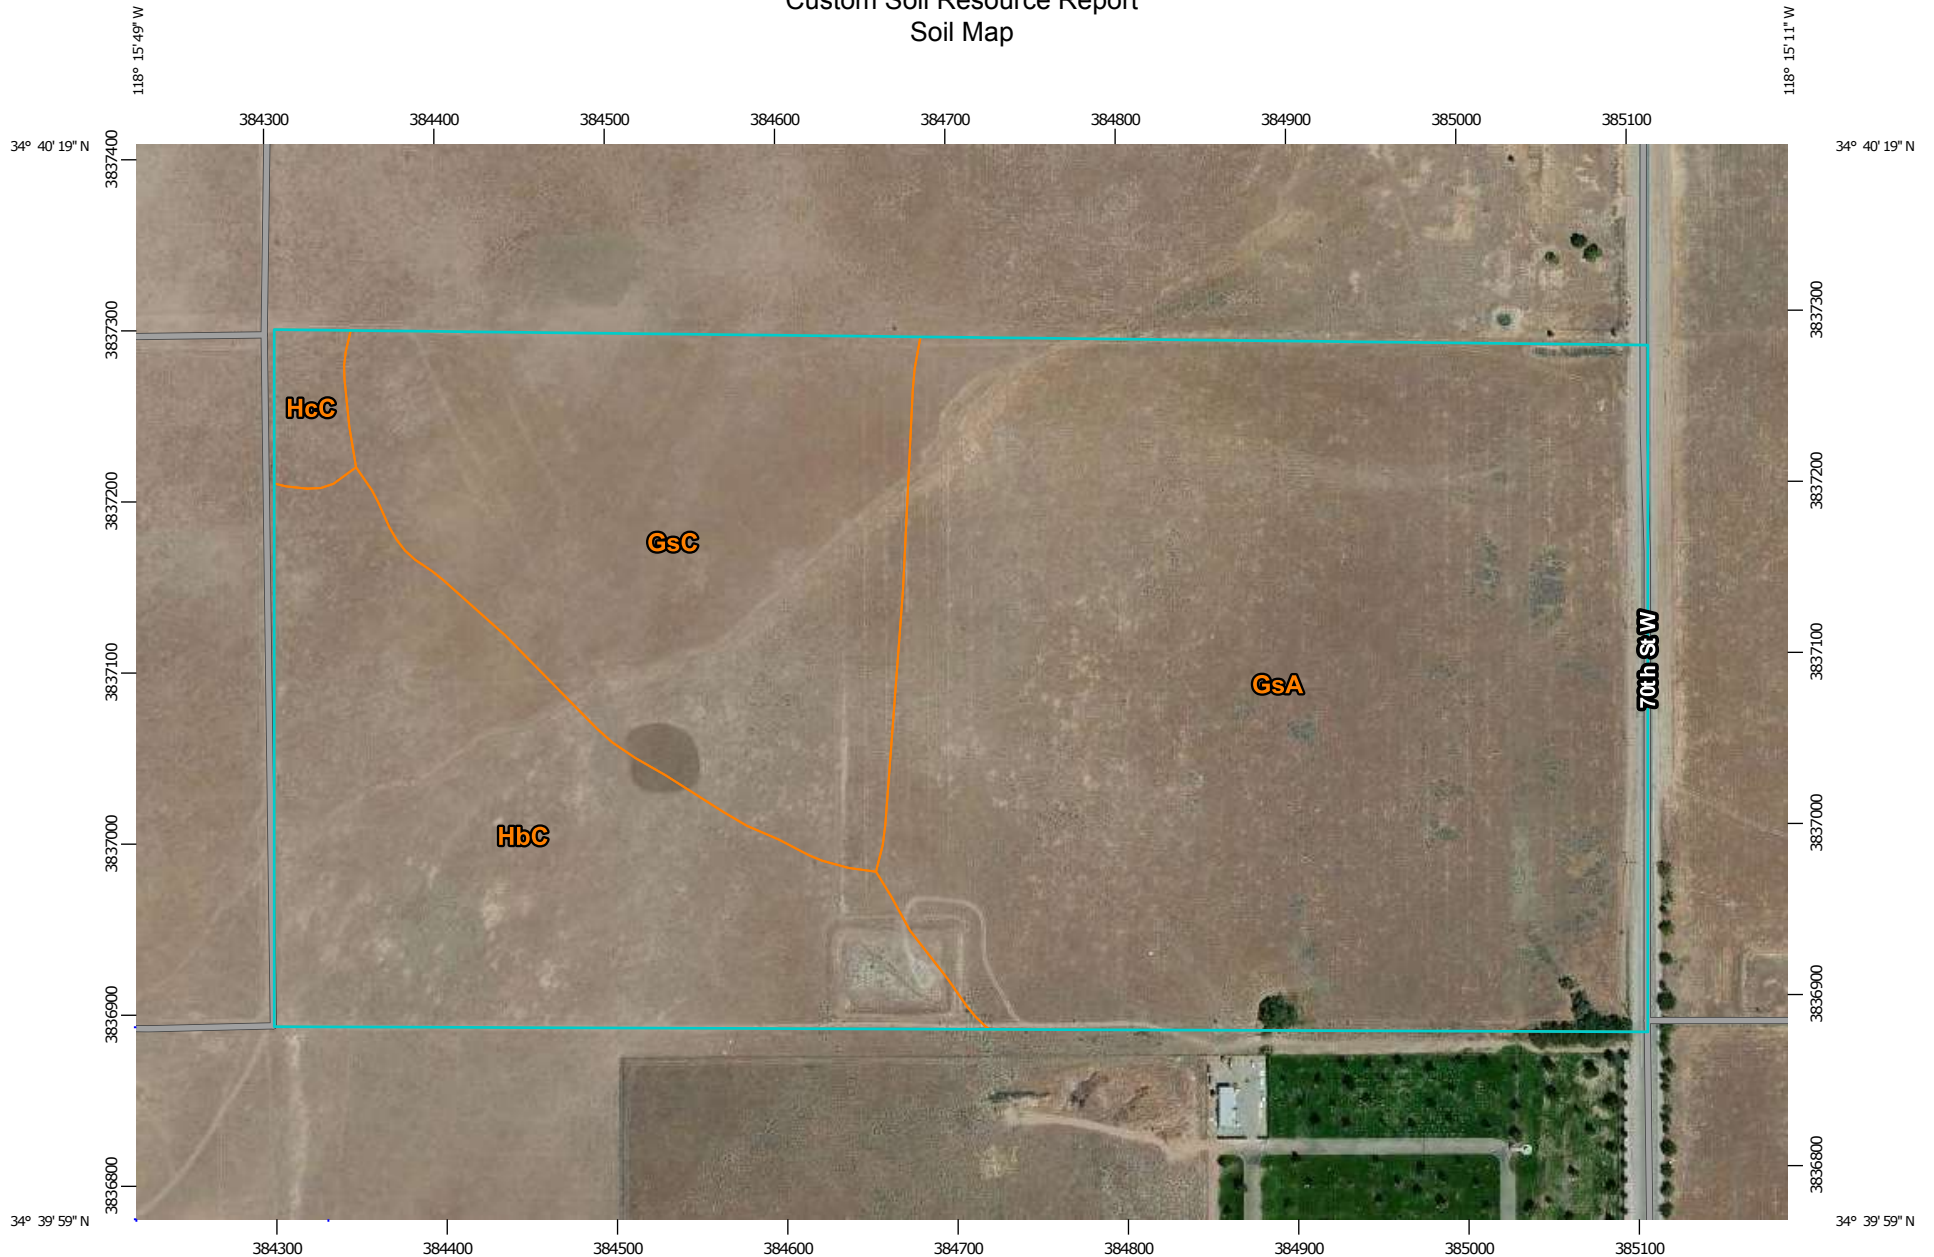 Custom Soil Resource Report
Soil Map
118° 15' 49" W
118° 15' 11" W
384300 384400 384500 384600 384700 384800 384900 385000 385100
34° 40' 19" N
34° 40' 19" N
3837400
3837300
3837300
HcC
3837200
3837200
GsC
3837100
3837100
GsA
70th St W
HbC
3837000
3837000
3836900
3836900
3836800
3836800
34° 39' 59" N
34° 39' 59" N
384300 384400 384500 384600 384700 384800 384900 385000 385100